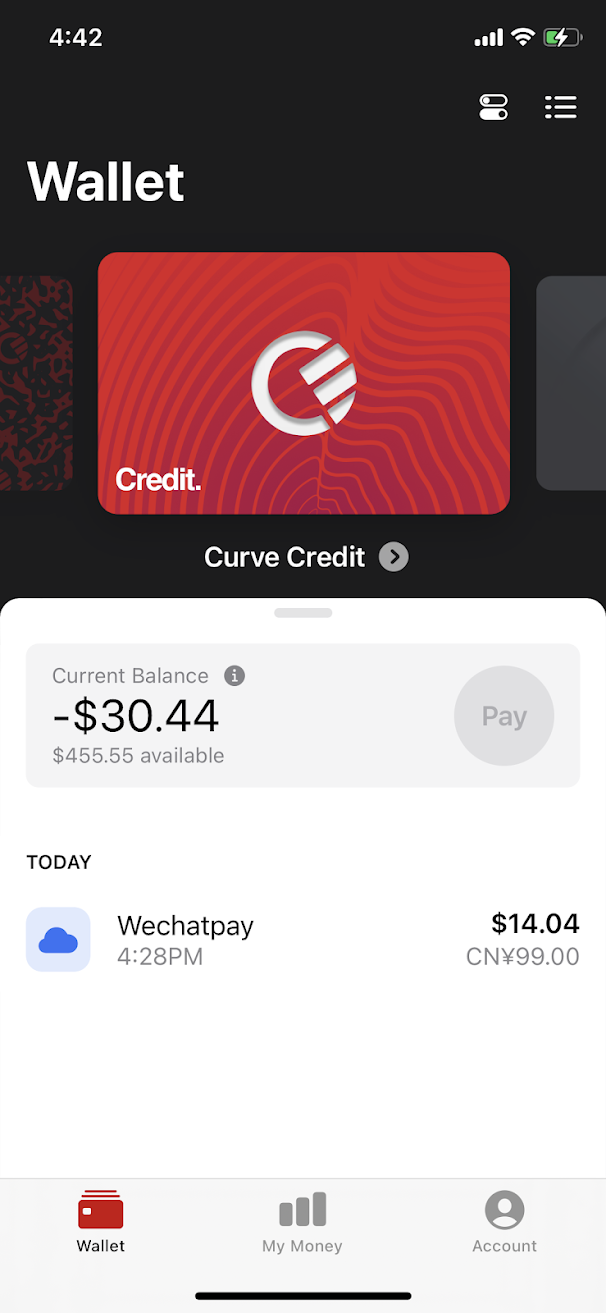 4:42
Wallet
Credit.
Curve Credit
Current Balance
-$30.44
$455.55 available
Pay
TODAY
Wechatpay
$14.04
4:28PM
CN¥99.00
Wallet
My Money
Account